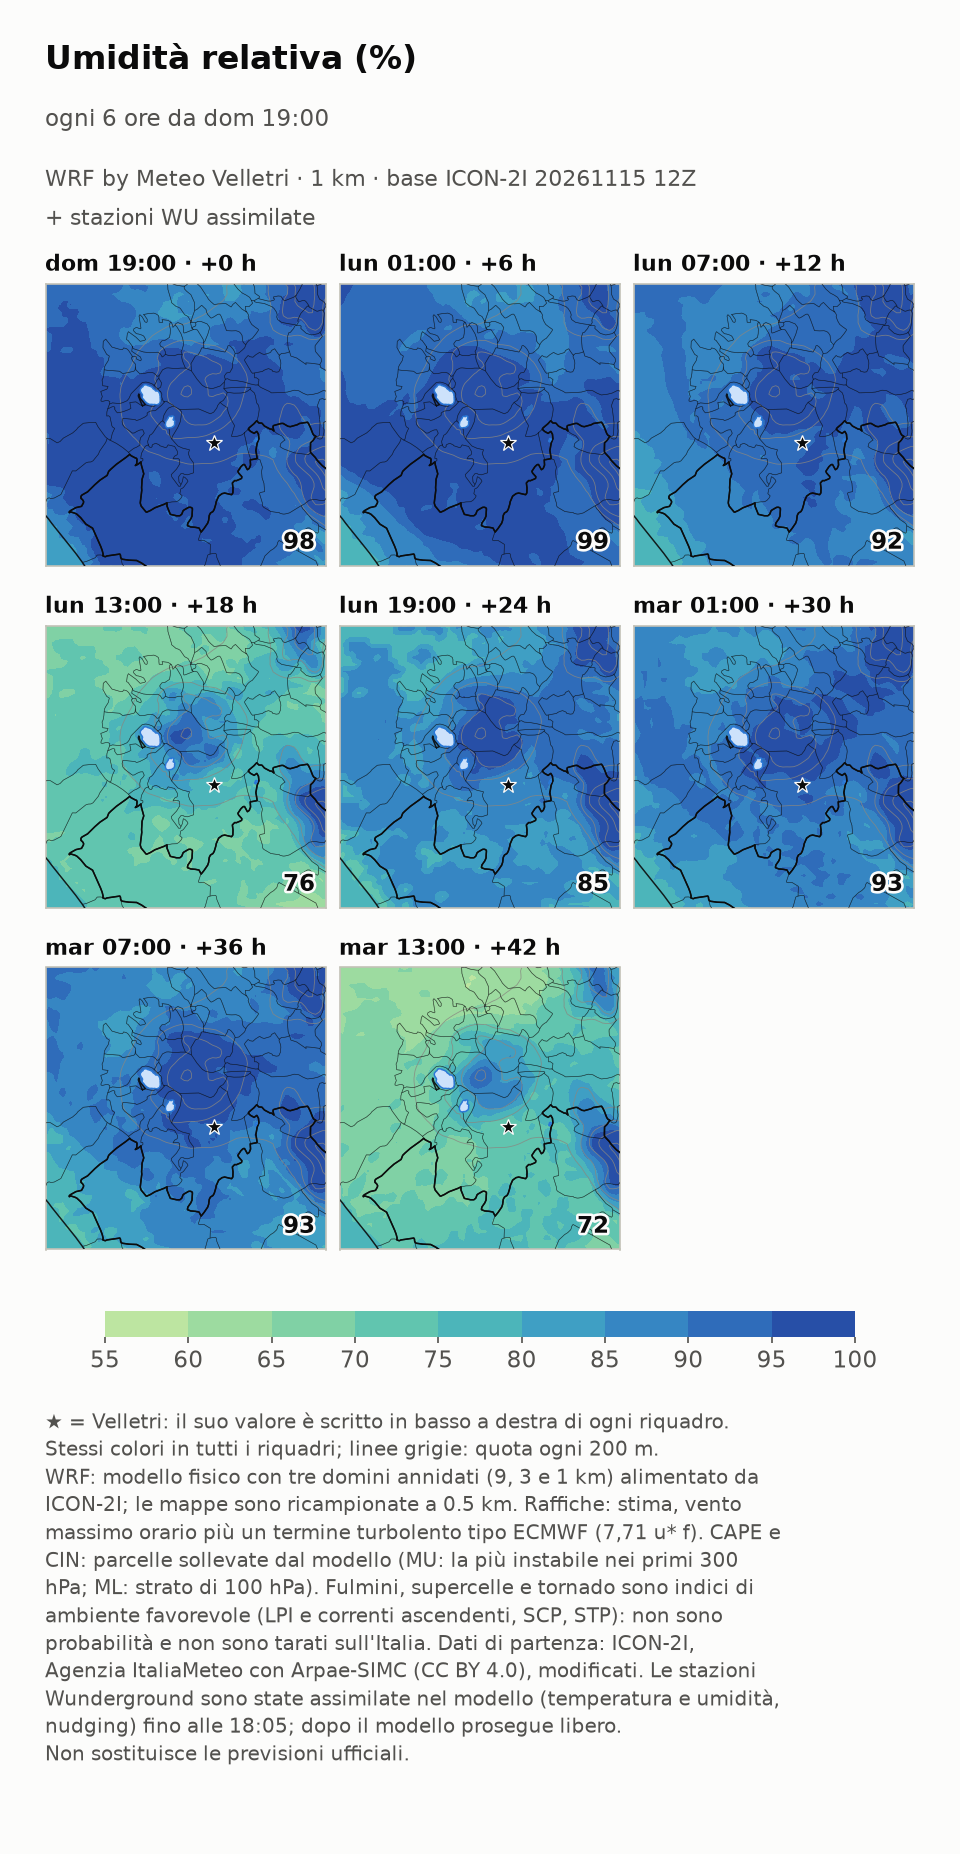 Umidità relativa (%)
ogni 6 ore da dom 19:00
WRF by Meteo Velletri · 1 km · base ICON-2I 20261115 12Z
+ stazioni WU assimilate
dom 19:00 · +0 h
lun 01:00 · +6 h
lun 07:00 · +12 h
98
99
92
lun 13:00 · +18 h
lun 19:00 · +24 h
mar 01:00 · +30 h
76
85
93
mar 07:00 · +36 h
mar 13:00 · +42 h
93
72
55 60 65 70 75 80 85 90 95 100
★ = Velletri: il suo valore è scritto in basso a destra di ogni riquadro.
Stessi colori in tutti i riquadri; linee grigie: quota ogni 200 m.
WRF: modello fisico con tre domini annidati (9, 3 e 1 km) alimentato da
ICON-2I; le mappe sono ricampionate a 0.5 km. Raffiche: stima, vento
massimo orario più un termine turbolento tipo ECMWF (7,71 u* f). CAPE e
CIN: parcelle sollevate dal modello (MU: la più instabile nei primi 300
hPa; ML: strato di 100 hPa). Fulmini, supercelle e tornado sono indici di
ambiente favorevole (LPI e correnti ascendenti, SCP, STP): non sono
probabilità e non sono tarati sull'Italia. Dati di partenza: ICON-2I,
Agenzia ItaliaMeteo con Arpae-SIMC (CC BY 4.0), modificati. Le stazioni
Wunderground sono state assimilate nel modello (temperatura e umidità,
nudging) fino alle 18:05; dopo il modello prosegue libero.
Non sostituisce le previsioni ufficiali.